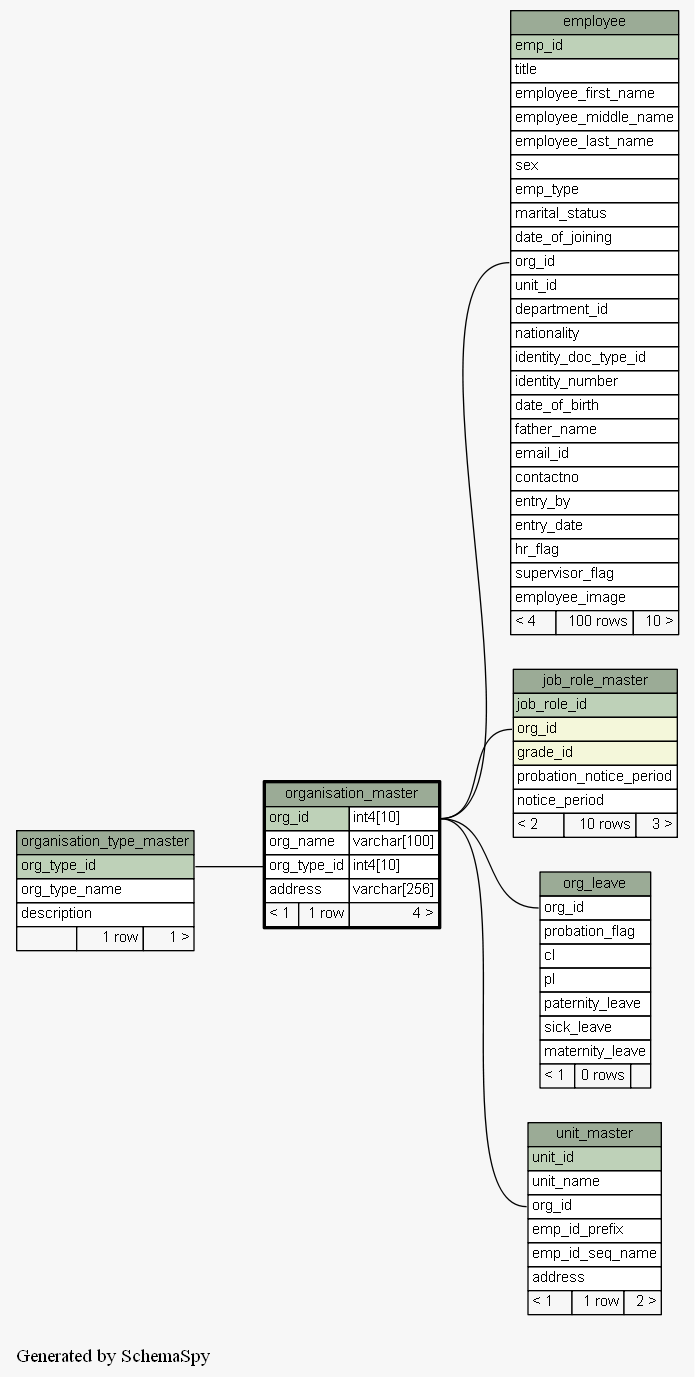 employee
emp_id
title
employee_first_name
employee_middle_name
employee_last_name
sex
emp_type
marital_status
date_of_joining
org_id
unit_id
department_id
nationality
identity_doc_type_id
identity_number
date_of_birth
father_name
email_id
contactno
entry_by
entry_date
hr_flag
supervisor_flag
employee_image
< 4 100 rows 10 >
job_role_master
job_role_id
org_id
grade_id
probation_notice_period
notice_period
< 2 10 rows 3 >
organisation_master
org_id int4[10]
org_name varchar[100]
org_type_id int4[10]
address varchar[256]
< 1 1 row 4 >
organisation_type_master
org_type_id
org_type_name
description
1 row 1 >
org_leave
org_id
probation_flag
cl
pl
paternity_leave
sick_leave
maternity_leave
< 1 0 rows
unit_master
unit_id
unit_name
org_id
emp_id_prefix
emp_id_seq_name
address
< 1 1 row 2 >
Generated by SchemaSpy